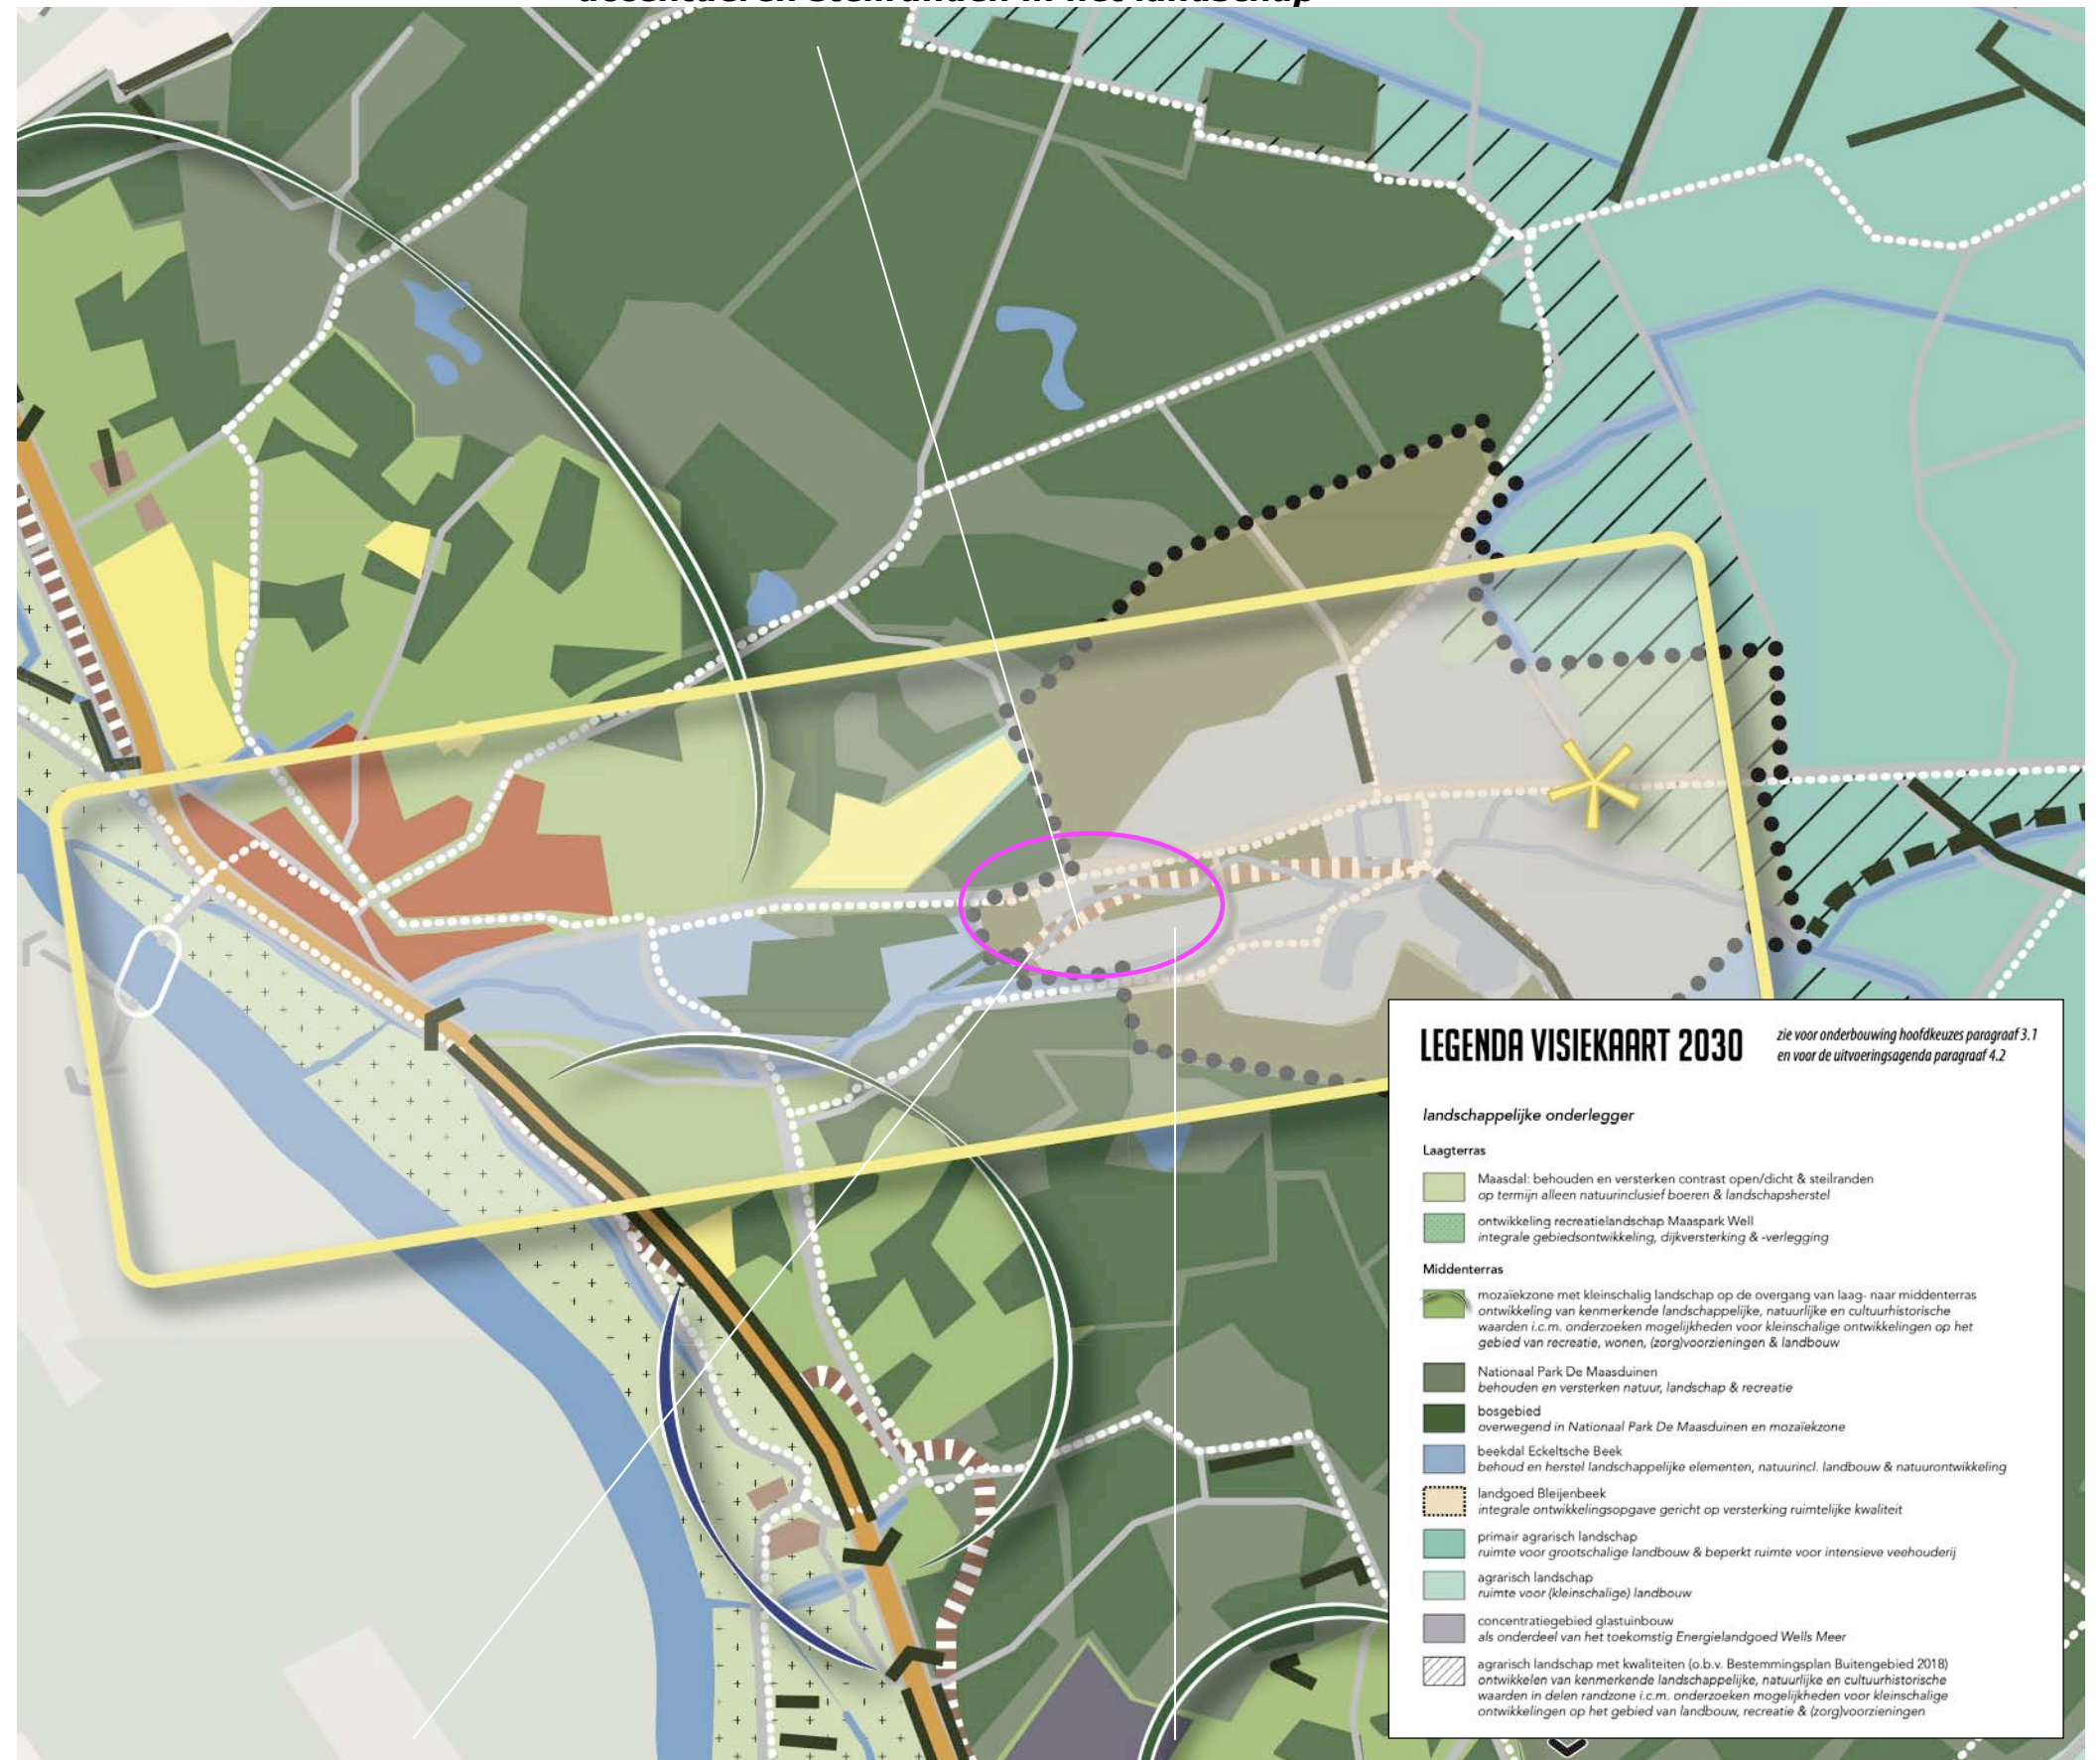 accentueren steilranden in het landschap
LEGENDA VISIEKAART 2030
zie voor onderbouwing hoofdkeuzes paragraaf 3.1
en voor de uitvoeringsagenda paragraaf 4.2
landschappelijke onderlegger
Laagterras
Maasdal: behouden en versterken contrast open/dicht & steilranden
op termijn alleen natuurinclusief boeren & landschapsherstel
ontwikkeling recreatielandschap Maaspark Well
integrale gebiedsontwikkeling, dijkversterking & -verlegging
Middenterras
mozaïekzone met kleinschalig landschap op de overgang van laag- naar middenterras
ontwikkeling van kenmerkende landschappelijke, natuurlijke en cultuurhistorische
waarden i.c.m. onderzoeken mogelijkheden voor kleinschalige ontwikkelingen op het
gebied van recreatie, wonen, (zorg)voorzieningen & landbouw
Nationaal Park De Maasduinen
behouden en versterken natuur, landschap & recreatie
bosgebied
overwegend in Nationaal Park De Maasduinen en mozaïekzone
beekdal Eckeltsche Beek
behoud en herstel landschappelijke elementen, natuurincl. landbouw & natuurontwikkeling
landgoed Bleijenbeek
integrale ontwikkelingsopgave gericht op versterking ruimtelijke kwaliteit
primair agrarisch landschap
ruimte voor grootschalige landbouw & beperkt ruimte voor intensieve veehouderij
agrarisch landschap
ruimte voor (kleinschalige) landbouw
concentratiegebied glastuinbouw
als onderdeel van het toekomstig Energielandgoed Wells Meer
agrarisch landschap met kwaliteiten (o.b.v. Bestemmingsplan Buitengebied 2018)
ontwikkelen van kenmerkende landschappelijke, natuurlijke en cultuurhistorische
waarden in delen randzone i.c.m. onderzoeken mogelijkheden voor kleinschalige
ontwikkelingen op het gebied van landbouw, recreatie & (zorg)voorzieningen